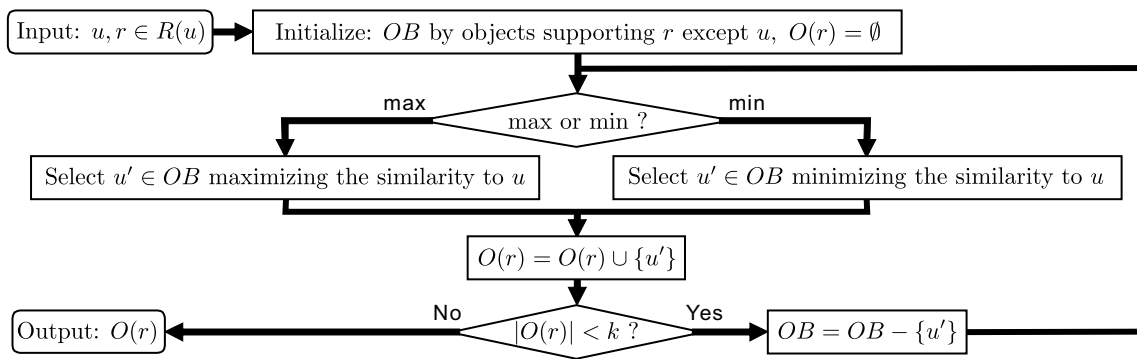 Input: u, r ∈ R(u)
Initialize: OB by objects supporting r except u, O(r) = ∅
max
min
max or min ?
Select u′ ∈ OB maximizing the similarity to u
Select u′ ∈ OB minimizing the similarity to u
O(r) = O(r) ∪ {u′}
No
Yes
Output: O(r)
|O(r)| < k ?
OB = OB − {u′}